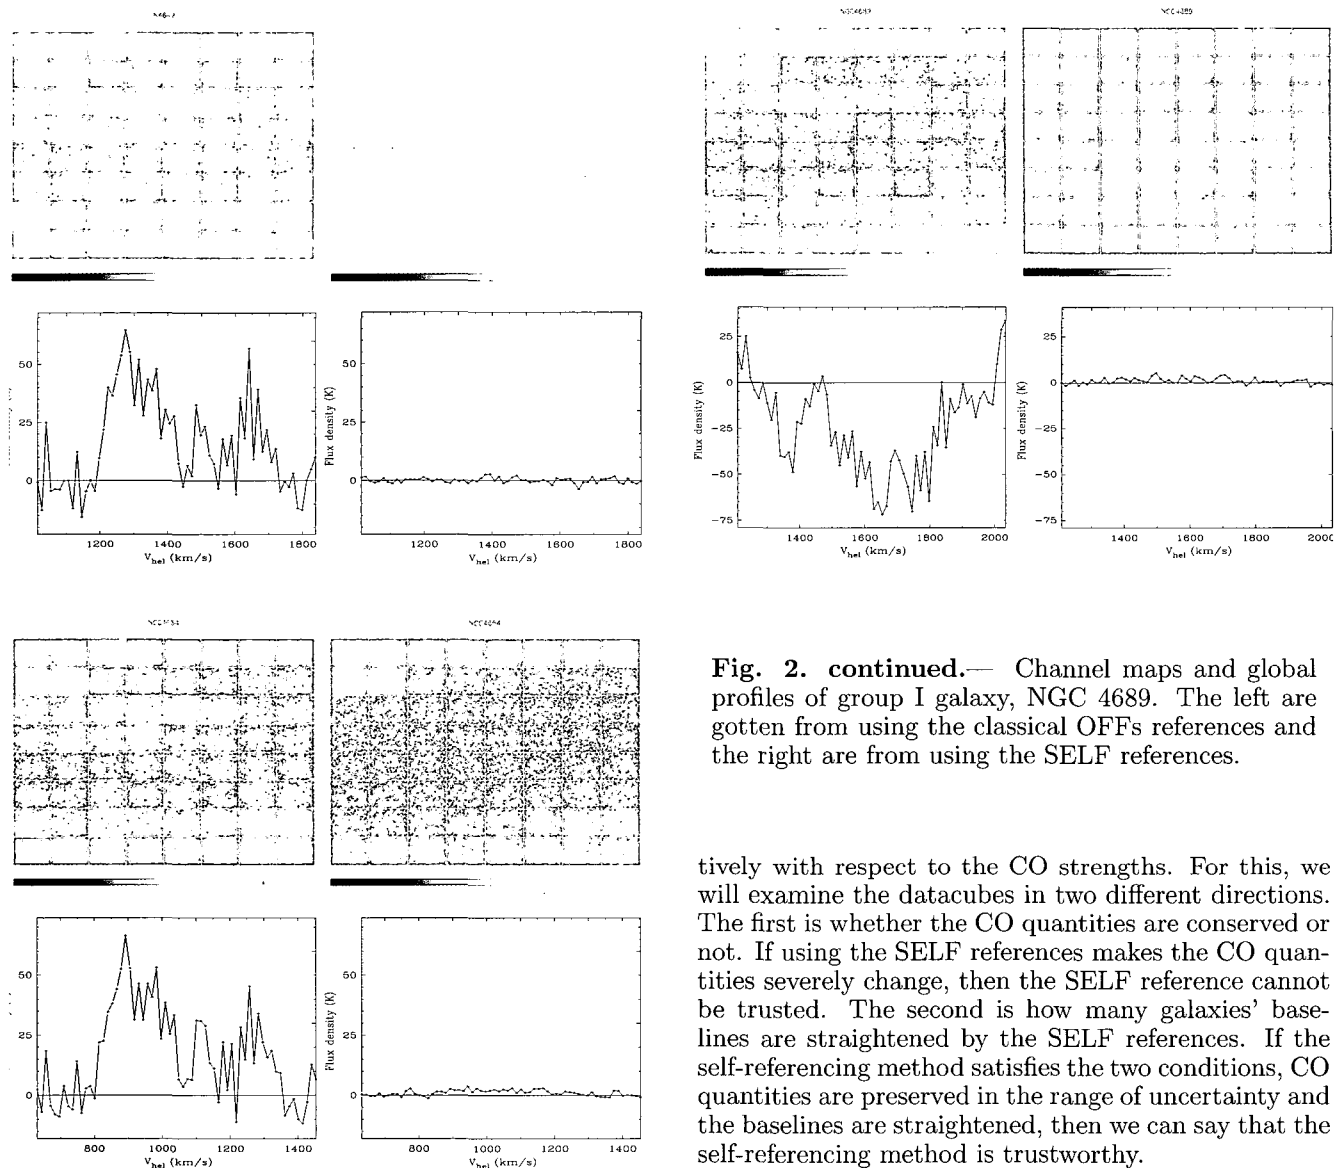 50
25
0
1200
1400
1600
1800
V_hel (km/s)
Flux density (K)
50
25
0
1200
1400
1600
1800
V_hel (km/s)
50
25
0
800
1000
1200
1400
V_hel (km/s)
Flux density (K)
50
25
0
800
1000
1200
1400
V_hel (km/s)
Flux density (K)
25
0
−25
−50
−75
1400
1600
1800
2000
V_hel (km/s)
Flux density (K)
25
0
−25
−50
−75
1400
1600
1800
2000
V_hel (km/s)
Fig. 2. continued.— Channel maps and global
profiles of group I galaxy, NGC 4689. The left are
gotten from using the classical OFFs references and
the right are from using the SELF references.
tively with respect to the CO strengths. For this, we
will examine the datacubes in two different directions.
The first is whether the CO quantities are conserved or
not. If using the SELF references makes the CO quan-
tities severely change, then the SELF reference cannot
be trusted. The second is how many galaxies' base-
lines are straightened by the SELF references. If the
self-referencing method satisfies the two conditions, CO
quantities are preserved in the range of uncertainty and
the baselines are straightened, then we can say that the
self-referencing method is trustworthy.